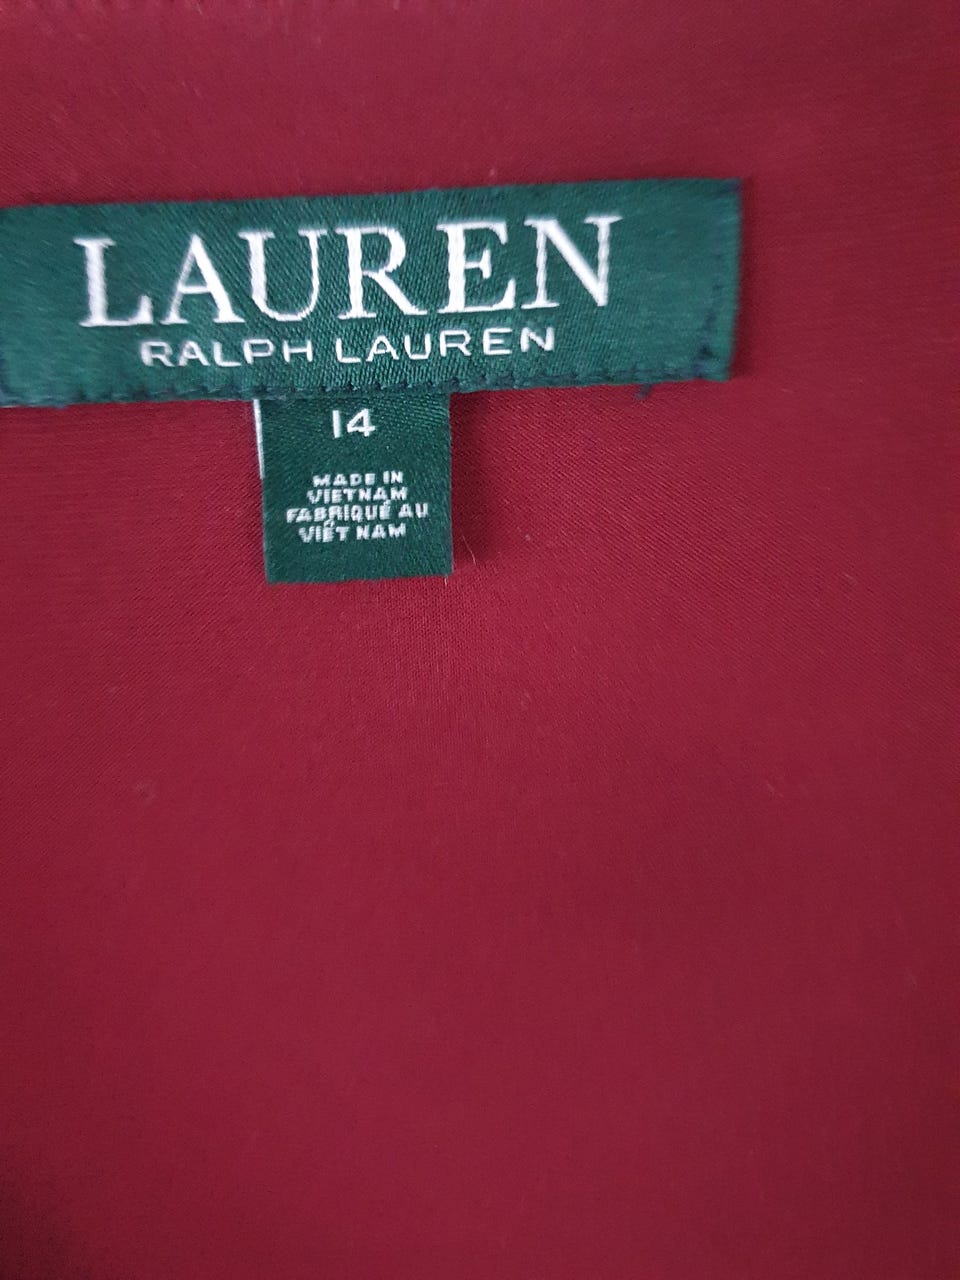 LAUREN
RALPH LAUREN
14
MADE IN
VIETNAM
FABRIQUÉ AU
VIÊT NAM